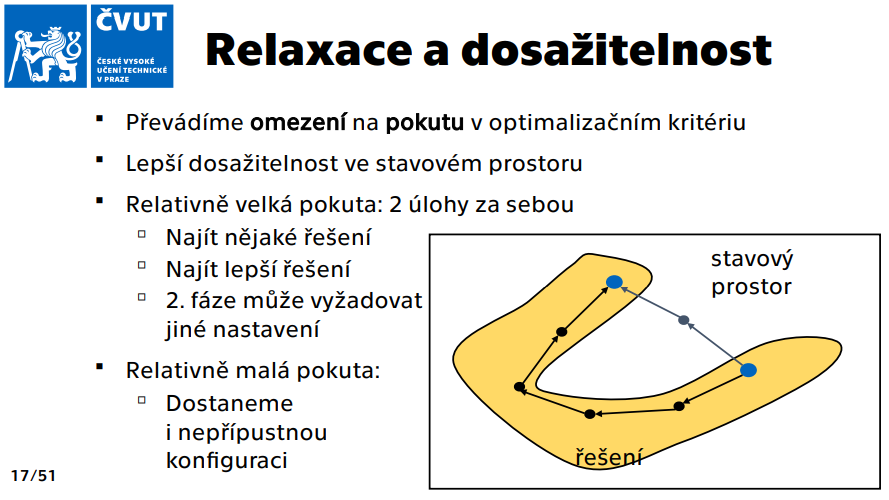 ČVUT
ČESKÉ VYSOKÉ
UČENÍ TECHNICKÉ
V PRAZE
Relaxace a dosažitelnost
Převádíme omezení na pokutu v optimalizačním kritériu
Lepší dosažitelnost ve stavovém prostoru
Relativně velká pokuta: 2 úlohy za sebou
Najít nějaké řešení
Najít lepší řešení
2. fáze může vyžadovat
jiné nastavení
Relativně malá pokuta:
Dostaneme
i nepřípustnou
konfiguraci
stavový
prostor
řešení
17/51